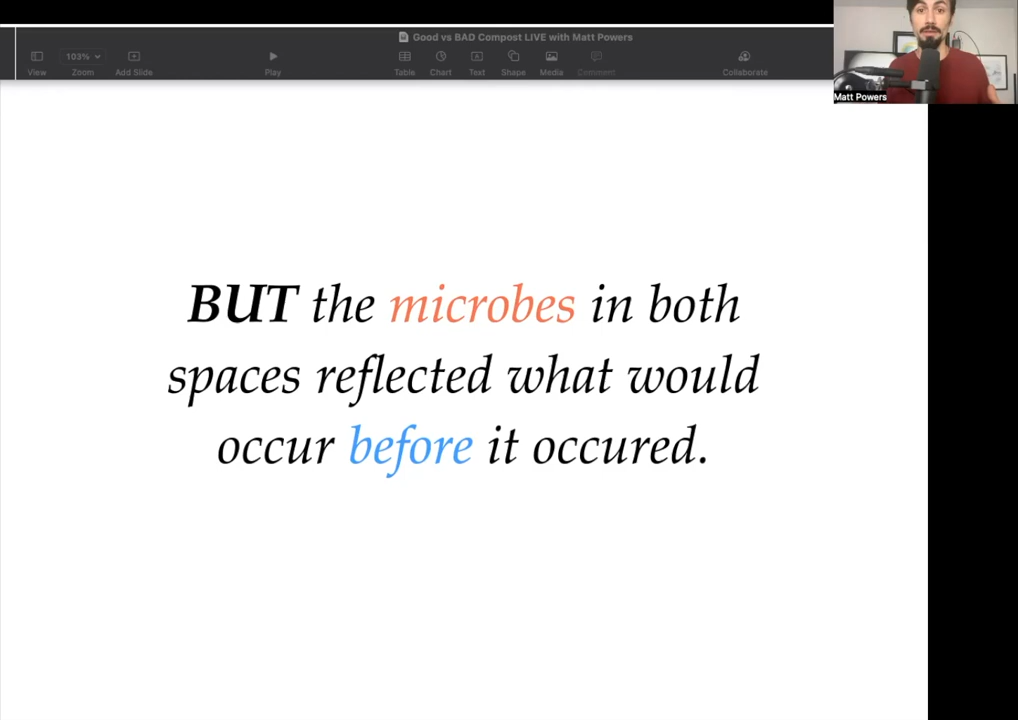 Good vs BAD Compost LIVE with Matt Powers
103%
View
Zoom
Add Slide
Play
Table
Chart
Text
Shape
Media
Comment
Collaborate
Matt Powers
BUT the microbes in both
spaces reflected what would
occur before it occured.